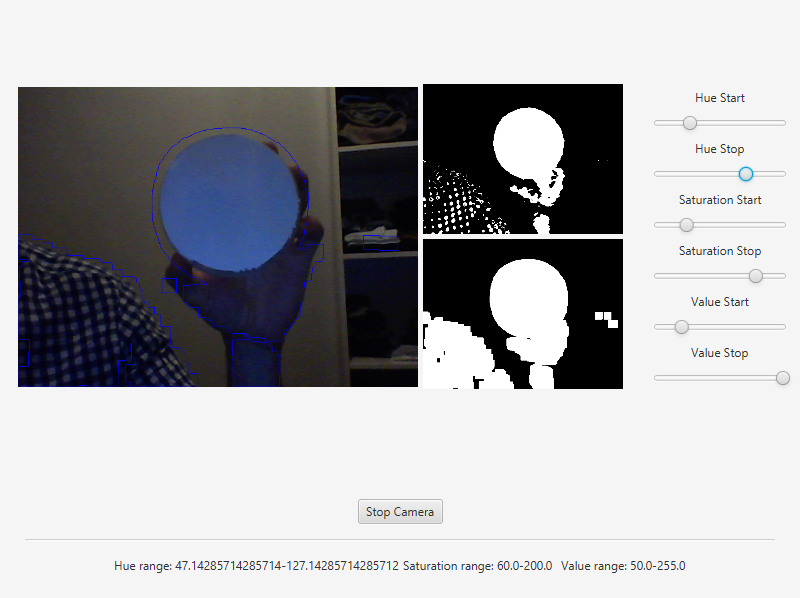 Hue Start
Hue Stop
Saturation Start
Saturation Stop
Value Start
Value Stop
Stop Camera
Hue range: 47.14285714285714-127.14285714285712 Saturation range: 60.0-200.0 Value range: 50.0-255.0